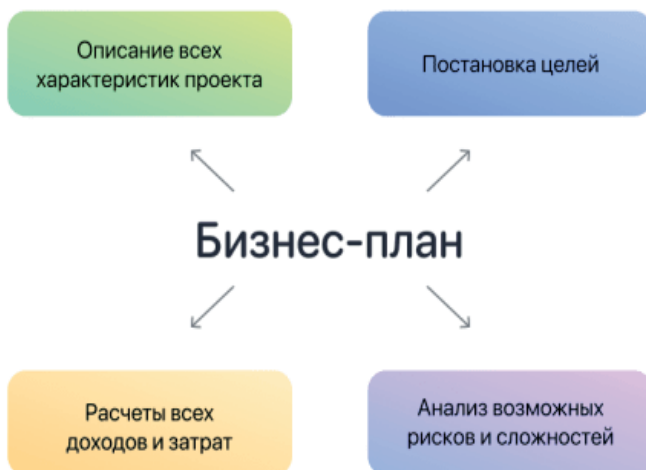 Описание всех
характеристик проекта
Постановка целей
Бизнес-план
Расчеты всех
доходов и затрат
Анализ возможных
рисков и сложностей